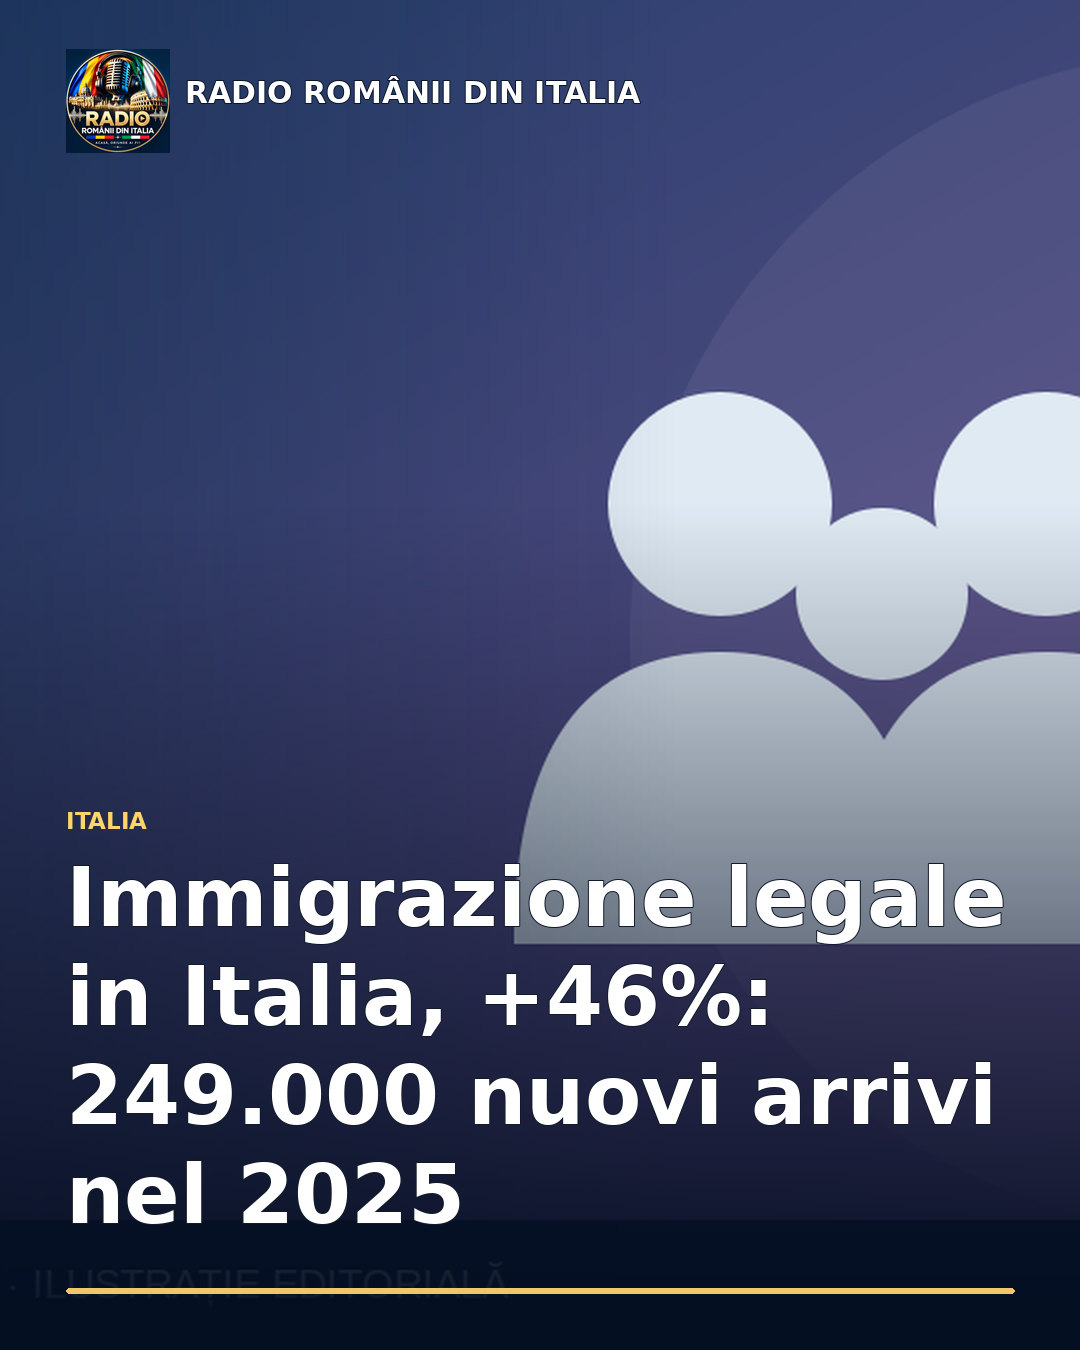 RADIO
ROMÂNII DIN ITALIA
RADIO ROMÂNII DIN ITALIA
ITALIA
Immigrazione legale
in Italia, +46%:
249.000 nuovi arrivi
nel 2025
· ILUSTRAȚIE EDITORIALĂ